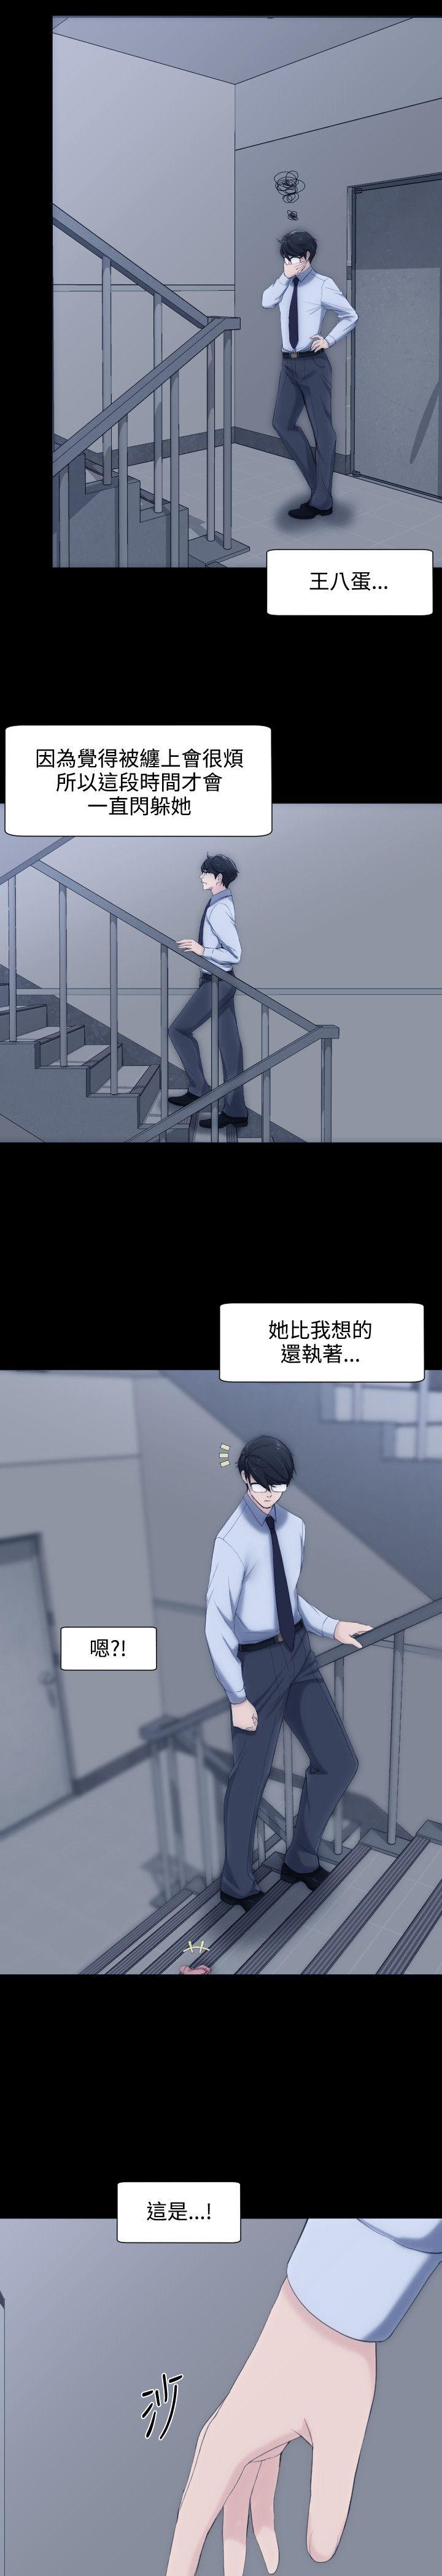 王八蛋...
因為覺得被纏上會很煩
所以這段時間才會
一直閃躲她
她比我想的
還執著...
嗯?!
這是...!
沙